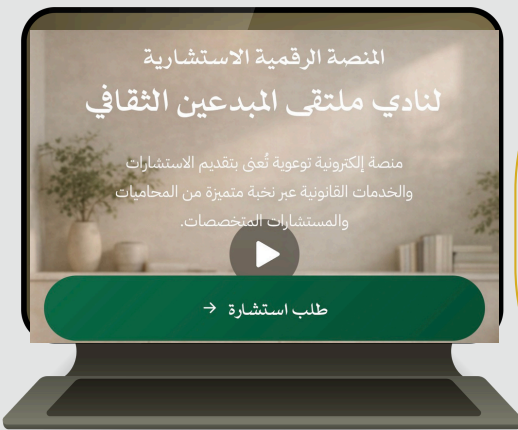 المنصة الرقمية الاستشارية
لنادي ملتقى المبدعين الثقافي
منصة إلكترونية توعوية تُعنى بتقديم الاستشارات
والخدمات القانونية عبر نخبة متميزة من المحاميات
والمستشارات المتخصصات.
طلب استشارة →